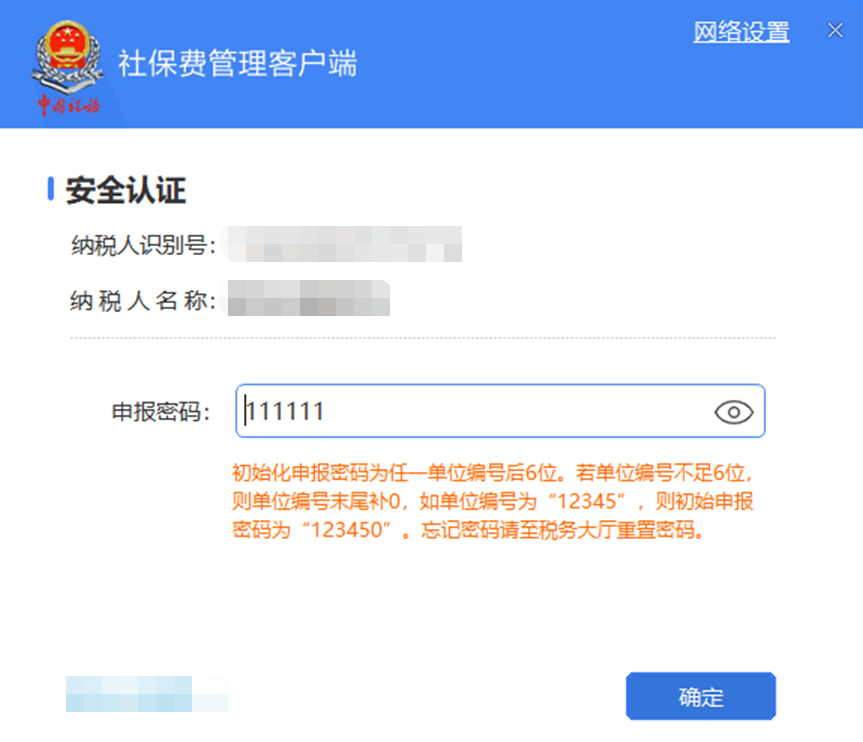 网络设置
中国税务
社保费管理客户端
安全认证
纳税人识别号：
纳税人名称：
申报密码：
111111
初始化申报密码为任一单位编号后6位。若单位编号不足6位，
则单位编号末尾补0，如单位编号为“12345”，则初始申报
密码为“123450”。忘记密码请至税务大厅重置密码。
确定